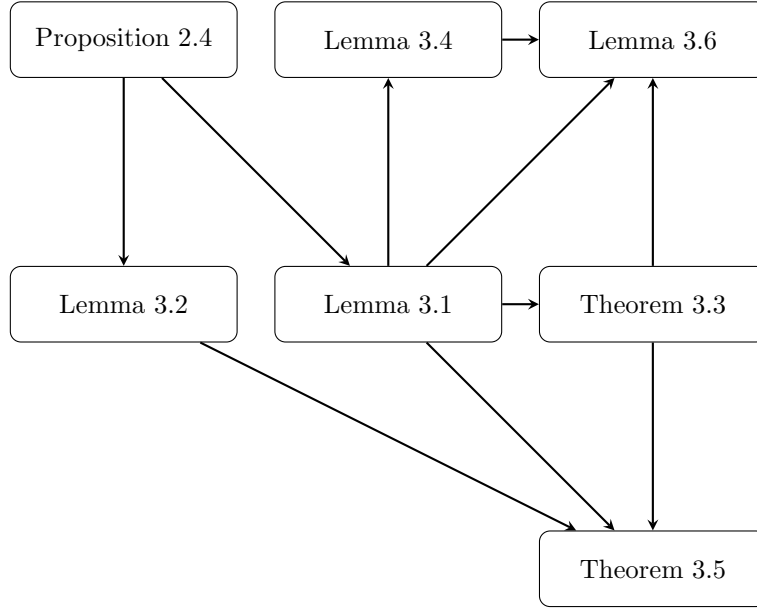 Proposition 2.4
Lemma 3.4
Lemma 3.6
Lemma 3.2
Lemma 3.1
Theorem 3.3
Theorem 3.5